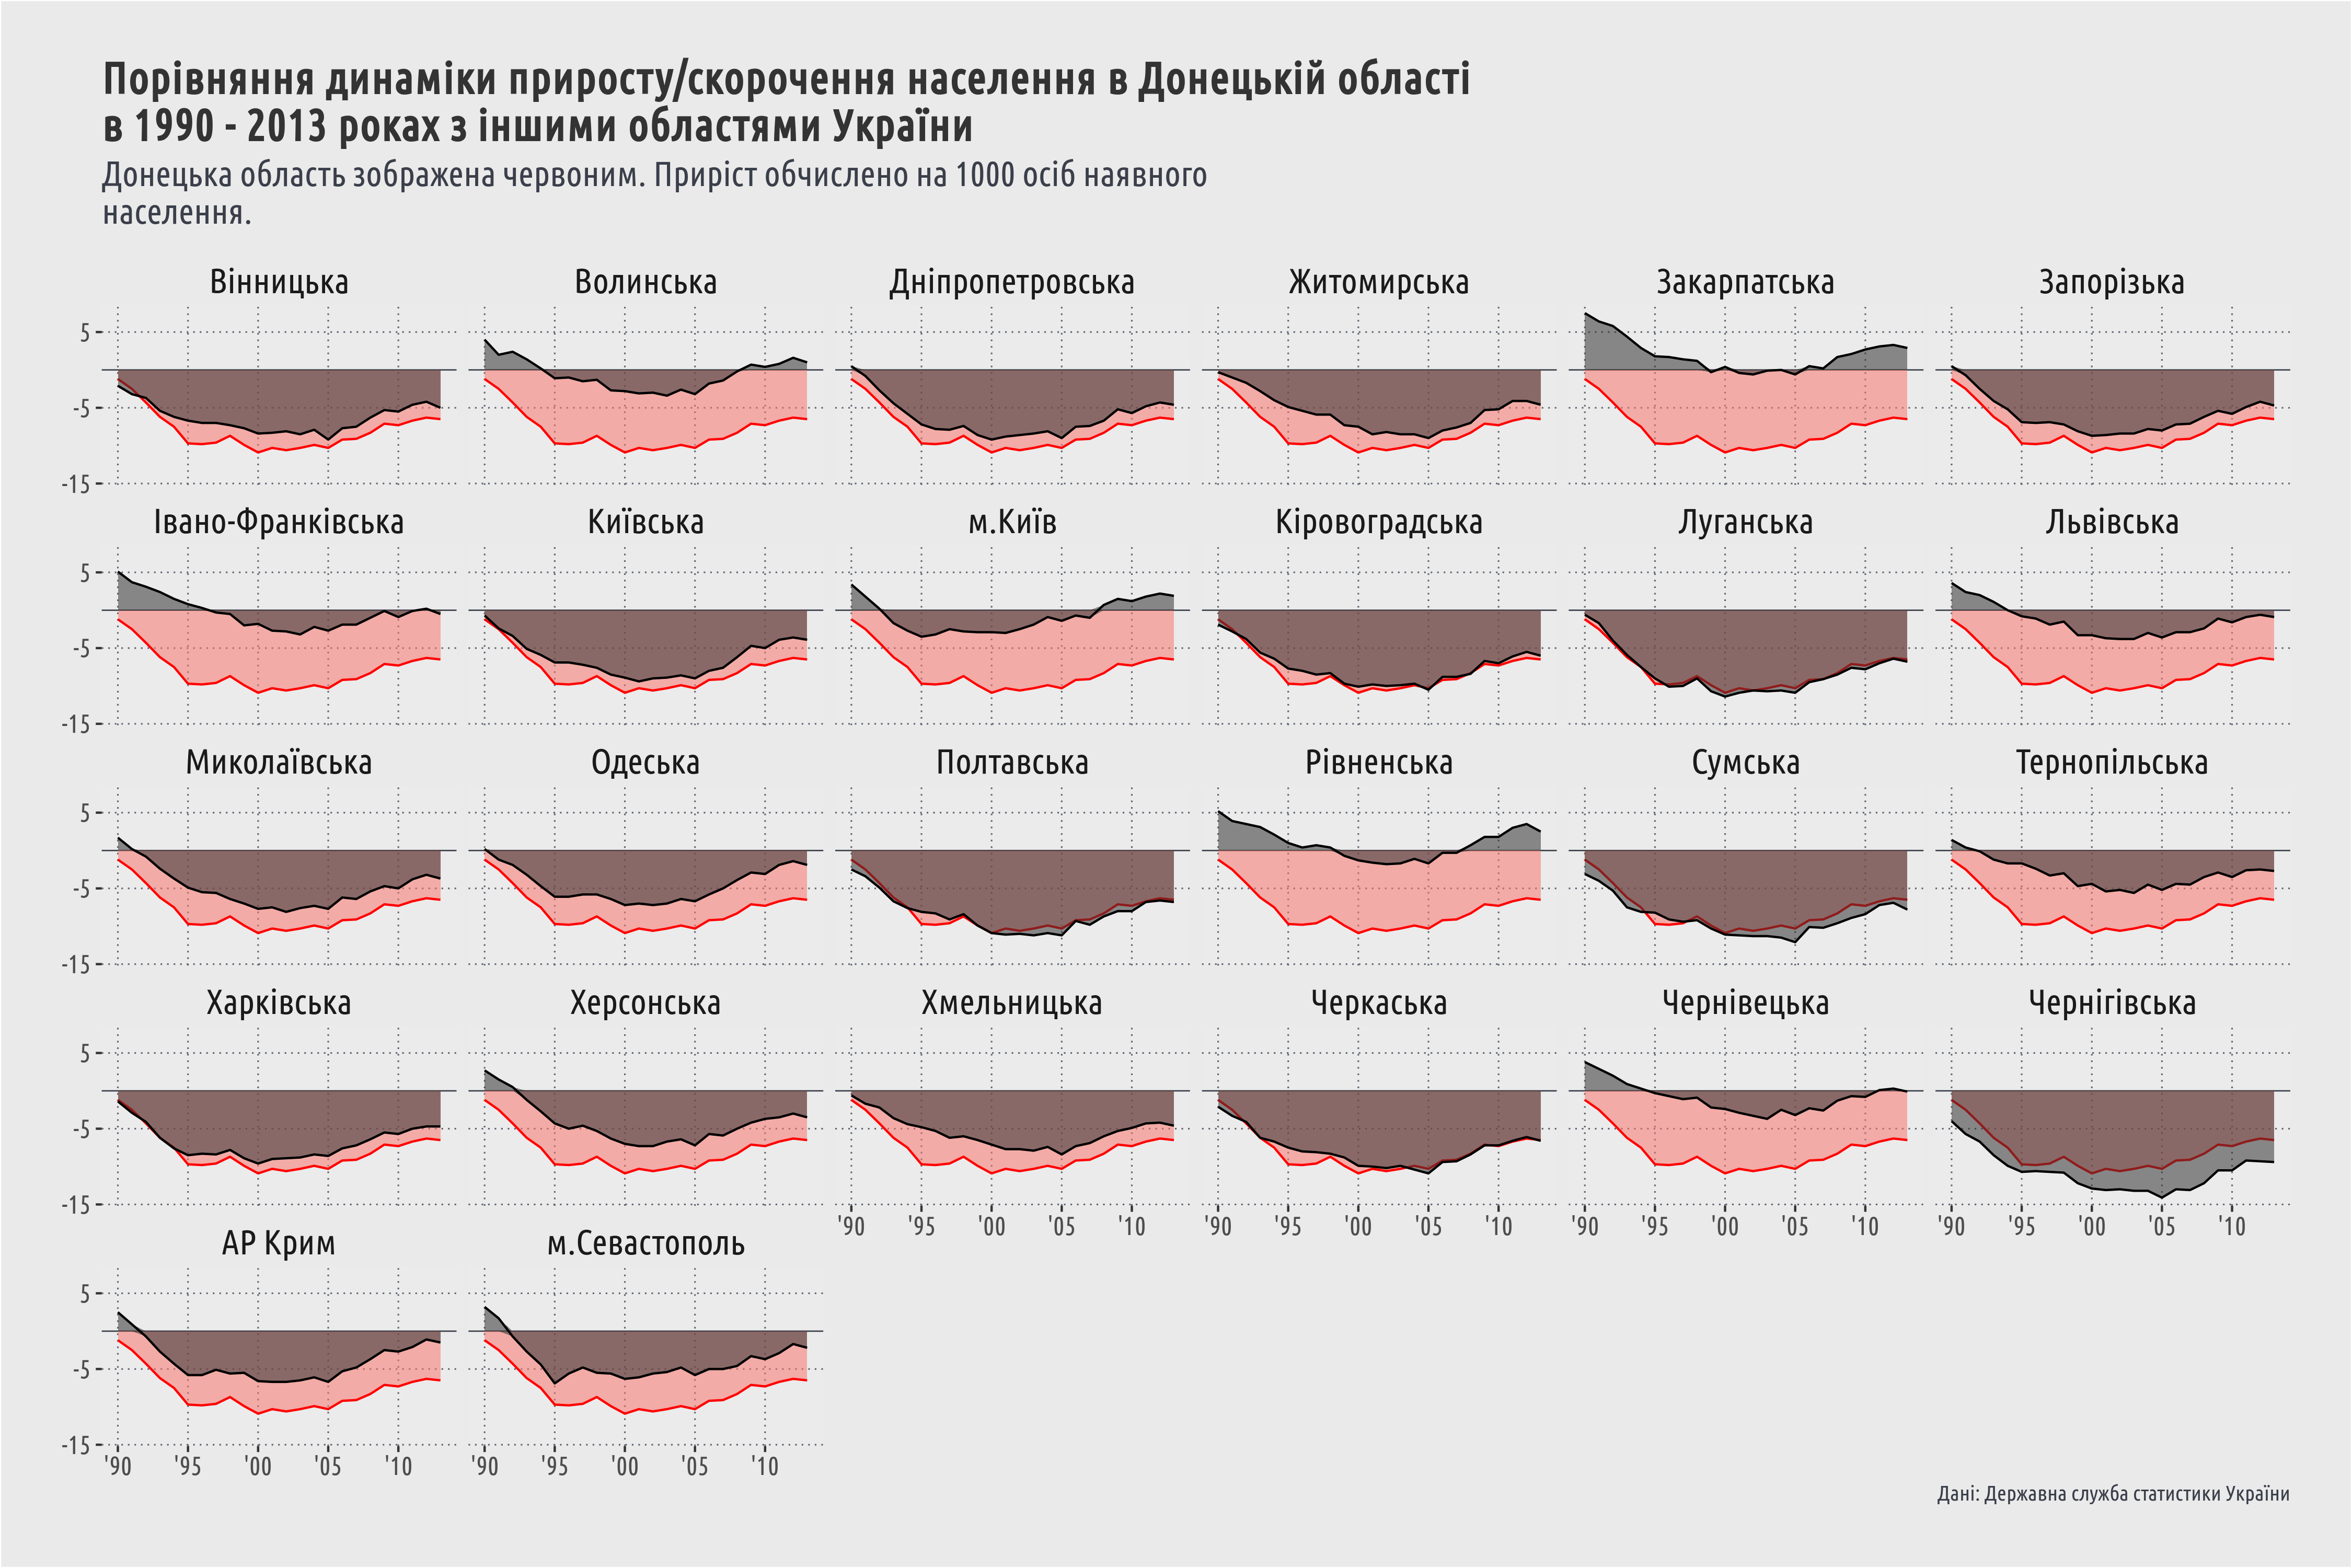 Порівняння динаміки приросту/скорочення населення в Донецькій області
в 1990 - 2013 роках з іншими областями України
Донецька область зображена червоним. Приріст обчислено на 1000 осіб наявного
населення.
Вінницька Волинська Дніпропетровська Житомирська Закарпатська Запорізька
5
-5
-15
Івано-Франківська Київська м.Київ Кіровоградська Луганська Львівська
5
-5
-15
Миколаївська Одеська Полтавська Рівненська Сумська Тернопільська
5
-5
-15
Харківська Херсонська Хмельницька Черкаська Чернівецька Чернігівська
5
-5
-15
'90 '95 '00 '05 '10 '90 '95 '00 '05 '10 '90 '95 '00 '05 '10 '90 '95 '00 '05 '10
АР Крим м.Севастополь
5
-5
-15
'90 '95 '00 '05 '10 '90 '95 '00 '05 '10
Дані: Державна служба статистики України